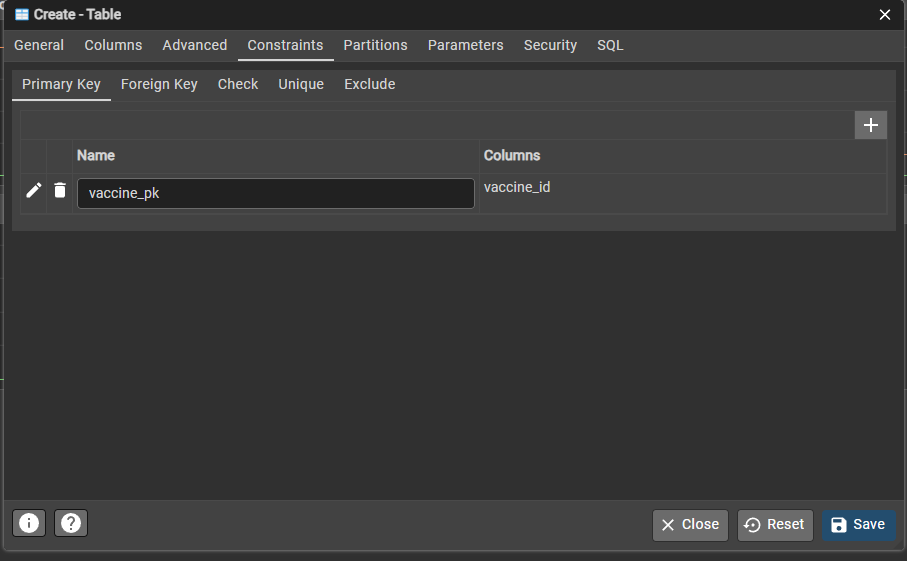 Create - Table
General Columns Advanced Constraints Partitions Parameters Security SQL
Primary Key Foreign Key Check Unique Exclude
Name Columns
vaccine_pk vaccine_id
Close Reset Save